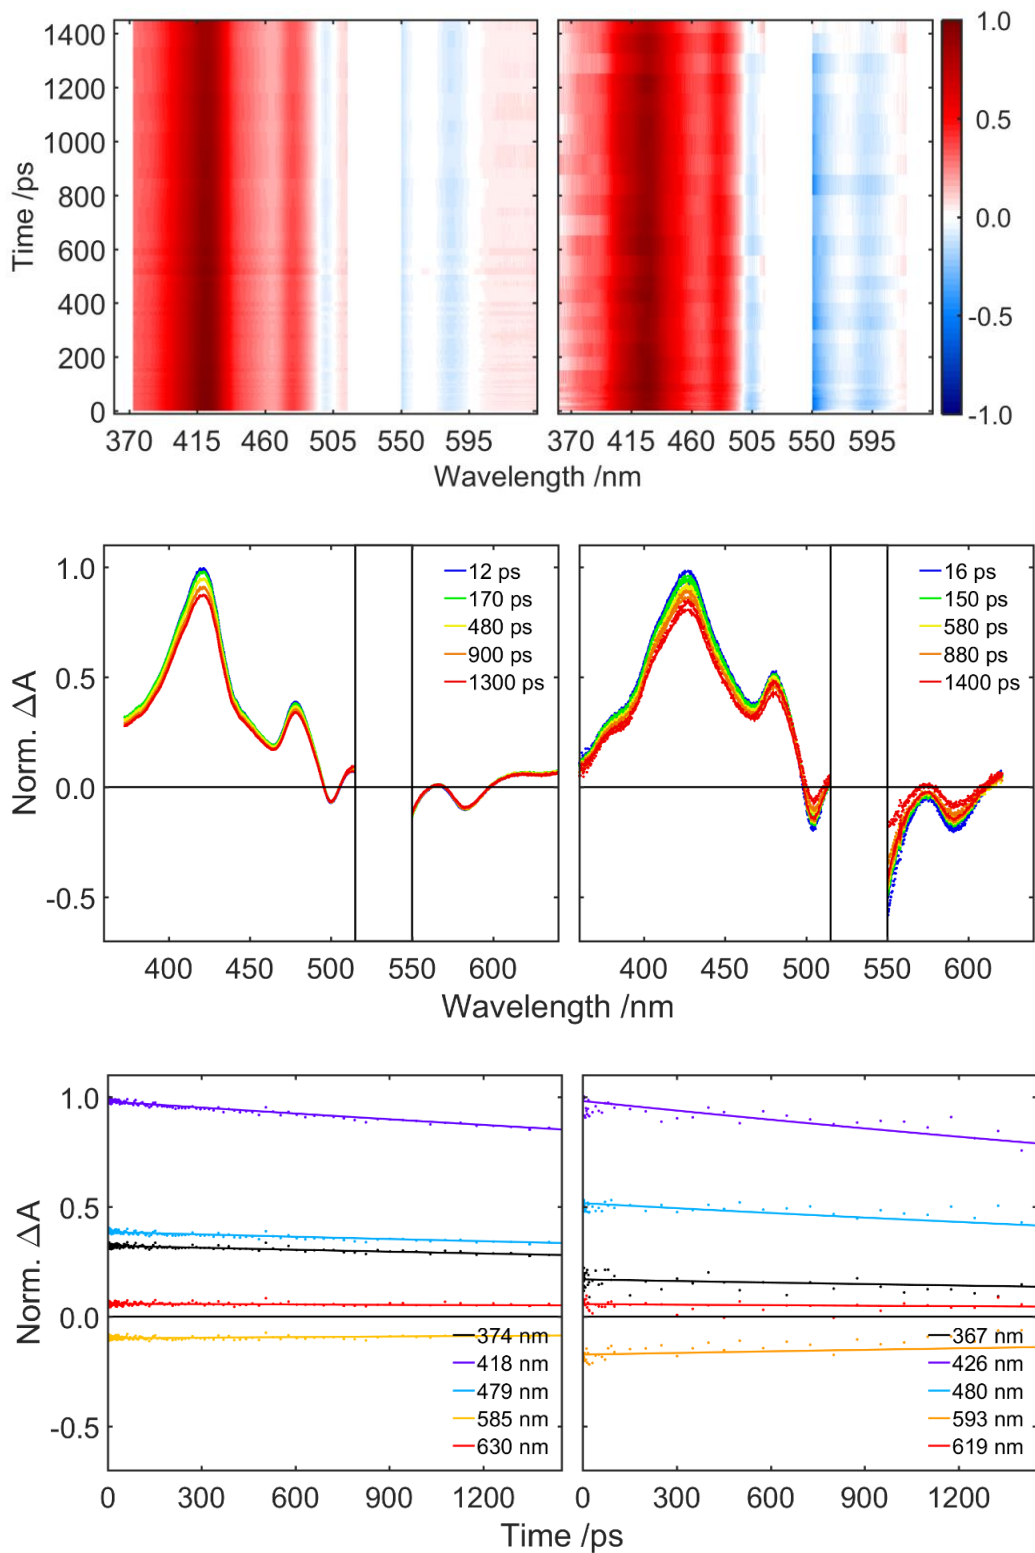 1400
1200
1000
800
600
400
200
0
Time /ps
370 415 460 505 550 595
370 415 460 505 550 595
Wavelength /nm
1.0
0.5
0.0
-0.5
-1.0
1.0
0.5
0.0
-0.5
Norm. ΔA
12 ps
170 ps
480 ps
900 ps
1300 ps
16 ps
150 ps
580 ps
880 ps
1400 ps
400 450 500 550 600
400 450 500 550 600
Wavelength /nm
1.0
0.5
0.0
-0.5
Norm. ΔA
374 nm
418 nm
479 nm
585 nm
630 nm
367 nm
426 nm
480 nm
593 nm
619 nm
0 300 600 900 1200
0 300 600 900 1200
Time /ps